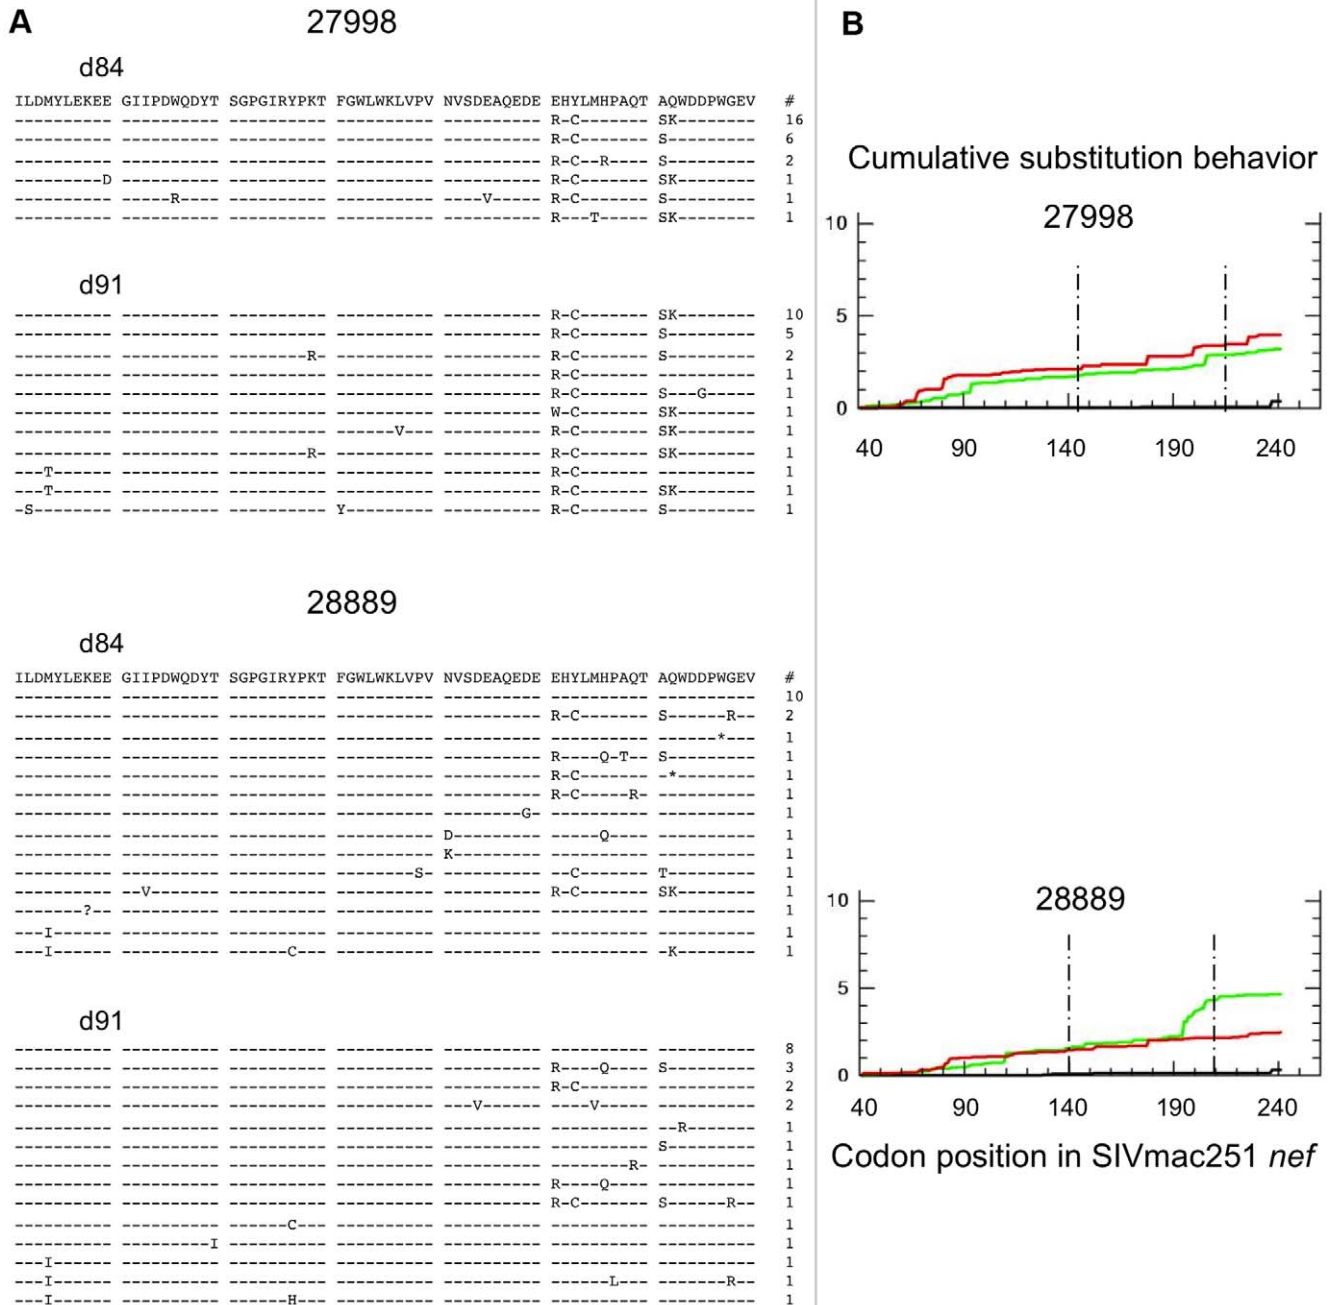 A
27998
d84
ILDMYLEKEE GIIPDWQDYT SGPGIRYPKT FGWLWKLVPV NVSDEAQEDE EHYLMHPAQT AQWDDPWGEV #
---------- ---------- ---------- ---------- ---------- R-C------- SK-------- 16
---------- ---------- ---------- ---------- ---------- R-C------- S--------- 6
---------- ---------- ---------- ---------- ---------- R-C--R---- S--------- 2
---------D ---------- ---------- ---------- ---------- R-C------- SK-------- 1
---------- -----R---- ---------- ---------- ----V----- R-C------- S--------- 1
---------- ---------- ---------- ---------- ---------- R---T----- SK-------- 1
d91
---------- ---------- ---------- ---------- ---------- R-C------- SK-------- 10
---------- ---------- ---------- ---------- ---------- R-C------- S--------- 5
---------- ---------- --------R- ---------- ---------- R-C------- S--------- 2
---------- ---------- ---------- ---------- ---------- R-C------- ---------- 1
---------- ---------- ---------- ---------- ---------- R-C------- S---G----- 1
---------- ---------- ---------- ---------- ---------- W-C------- SK-------- 1
---------- ---------- ---------- ------V--- ---------- R-C------- SK-------- 1
---------- ---------- --------R- ---------- ---------- R-C------- SK-------- 1
---T------ ---------- ---------- ---------- ---------- R-C------- ---------- 1
---T------ ---------- ---------- ---------- ---------- R-C------- SK-------- 1
-S-------- ---------- ---------- Y--------- ---------- R-C------- S--------- 1
28889
d84
ILDMYLEKEE GIIPDWQDYT SGPGIRYPKT FGWLWKLVPV NVSDEAQEDE EHYLMHPAQT AQWDDPWGEV #
---------- ---------- ---------- ---------- ---------- ---------- ---------- 10
---------- ---------- ---------- ---------- ---------- R-C------- S------R-- 2
---------- ---------- ---------- ---------- ---------- ---------- ------*--- 1
---------- ---------- ---------- ---------- ---------- R----Q-T-- S--------- 1
---------- ---------- ---------- ---------- ---------- R-C------- -*-------- 1
---------- ---------- ---------- ---------- ---------- R-C-----R- ---------- 1
---------- ---------- ---------- ---------- --------G- ---------- ---------- 1
---------- ---------- ---------- ---------- D--------- -----Q---- ---------- 1
---------- ---------- ---------- ---------- K--------- ---------- ---------- 1
---------- ---------- ---------- --------S- ---------- --C------- T--------- 1
---------- --V------- ---------- ---------- ---------- R-C------- SK-------- 1
-------?-- ---------- ---------- ---------- ---------- ---------- ---------- 1
---I------ ---------- ---------- ---------- ---------- ---------- ---------- 1
---I------ ---------- ------C--- ---------- ---------- ---------- -K-------- 1
d91
---------- ---------- ---------- ---------- ---------- ---------- ---------- 8
---------- ---------- ---------- ---------- ---------- R----Q---- S--------- 3
---------- ---------- ---------- ---------- ---------- R-C------- ---------- 2
---------- ---------- ---------- ---------- ---V------ ----V----- ---------- 2
---------- ---------- ---------- ---------- ---------- ---------- --R------- 1
---------- ---------- ---------- ---------- ---------- ---------- S--------- 1
---------- ---------- ---------- ---------- ---------- --------R- ---------- 1
---------- ---------- ---------- ---------- ---------- R----Q---- ---------- 1
---------- ---------- ---------- ---------- ---------- R-C------- S------R-- 1
---------- ---------- ------C--- ---------- ---------- ---------- ---------- 1
---------- ---------I ---------- ---------- ---------- ---------- ---------- 1
---I------ ---------- ---------- ---------- ---------- ---------- ---------- 1
---I------ ---------- ---------- ---------- ---------- ------L--- -------R-- 1
---I------ ---------- ------H--- ---------- ---------- ---------- ---------- 1
B
Cumulative substitution behavior
27998
10
5
0
40 90 140 190 240
28889
10
5
0
40 90 140 190 240
Codon position in SIVmac251 nef